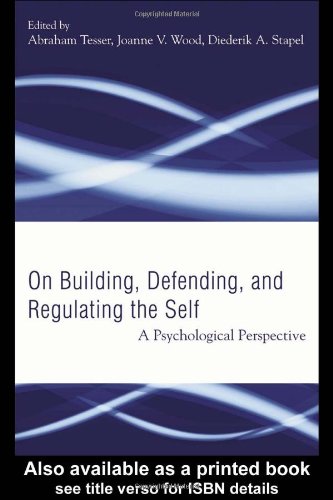 Edited by
Abraham Tesser, Joanne V. Wood, Diederik A. Stapel
On Building, Defending, and
Regulating the Self
A Psychological Perspective
Also available as a printed book
see title verso for ISBN details